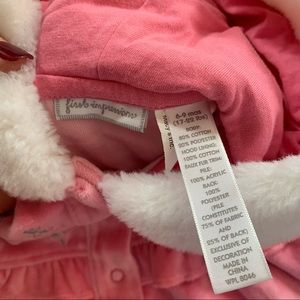 first impressions
6-9 mos
(17-22 lbs)
BODY:
80% COTTON
20% POLYESTER
HOOD LINING:
100% COTTON
FAUX FUR TRIM:
PILE:
100% ACRYLIC
BACK:
100%
POLYESTER
(PILE
CONSTITUTES
75% OF FABRIC
AND
25% OF BACK)
EXCLUSIVE OF
DECORATION
MADE IN
CHINA
WPL 8046